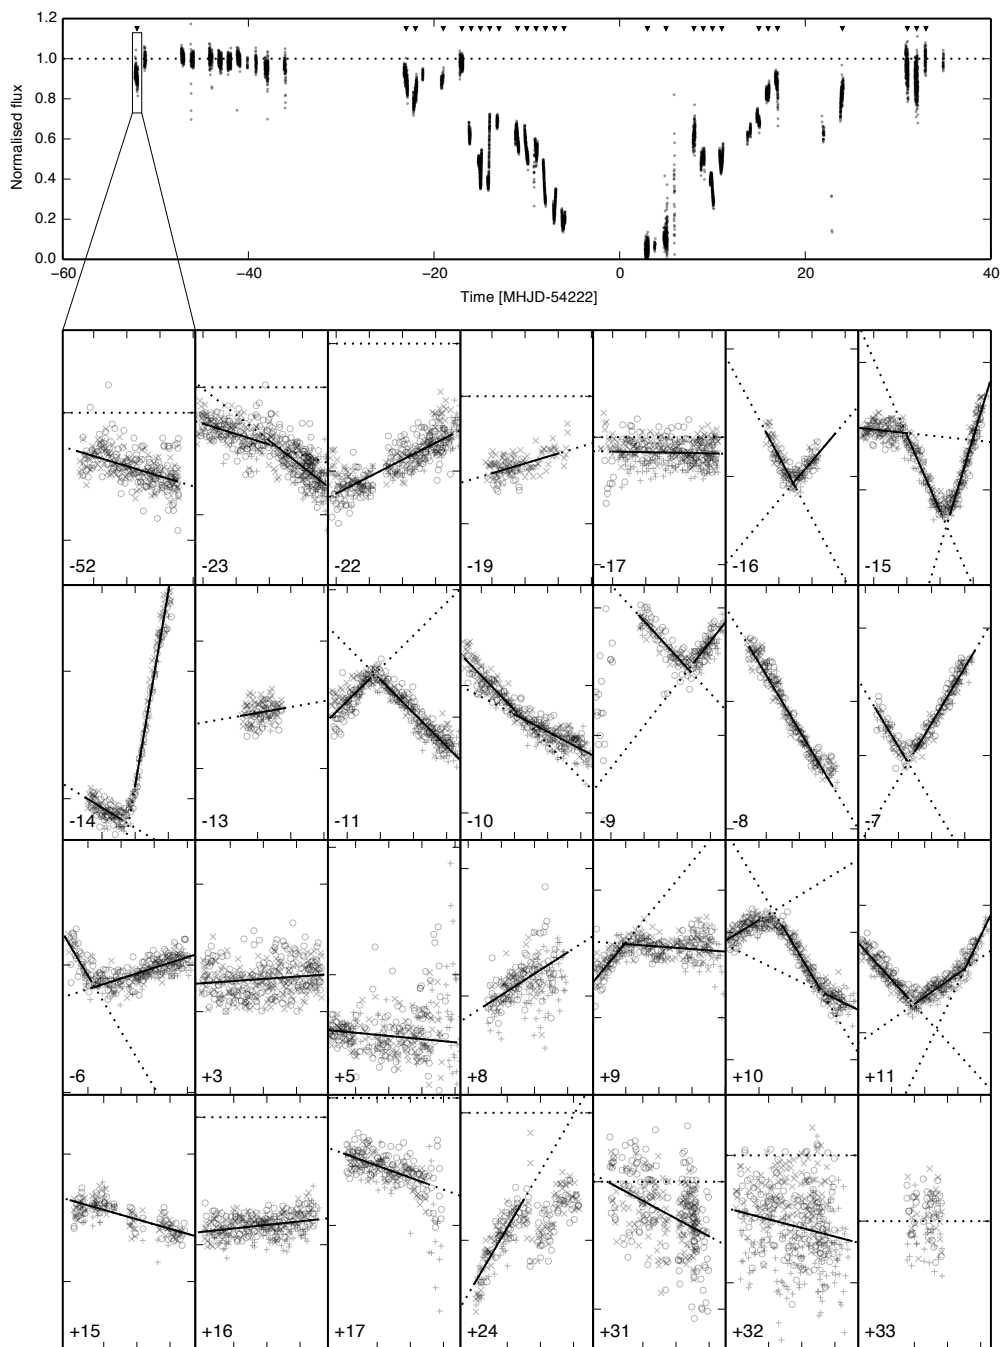 1.2
1.0
0.8
0.6
0.4
0.2
0.0
Normalised flux
−60 −40 −20 0 20 40
Time [MHJD-54222]
-52 -23 -22 -19 -17 -16 -15
-14 -13 -11 -10 -9 -8 -7
-6 +3 +5 +8 +9 +10 +11
+15 +16 +17 +24 +31 +32 +33